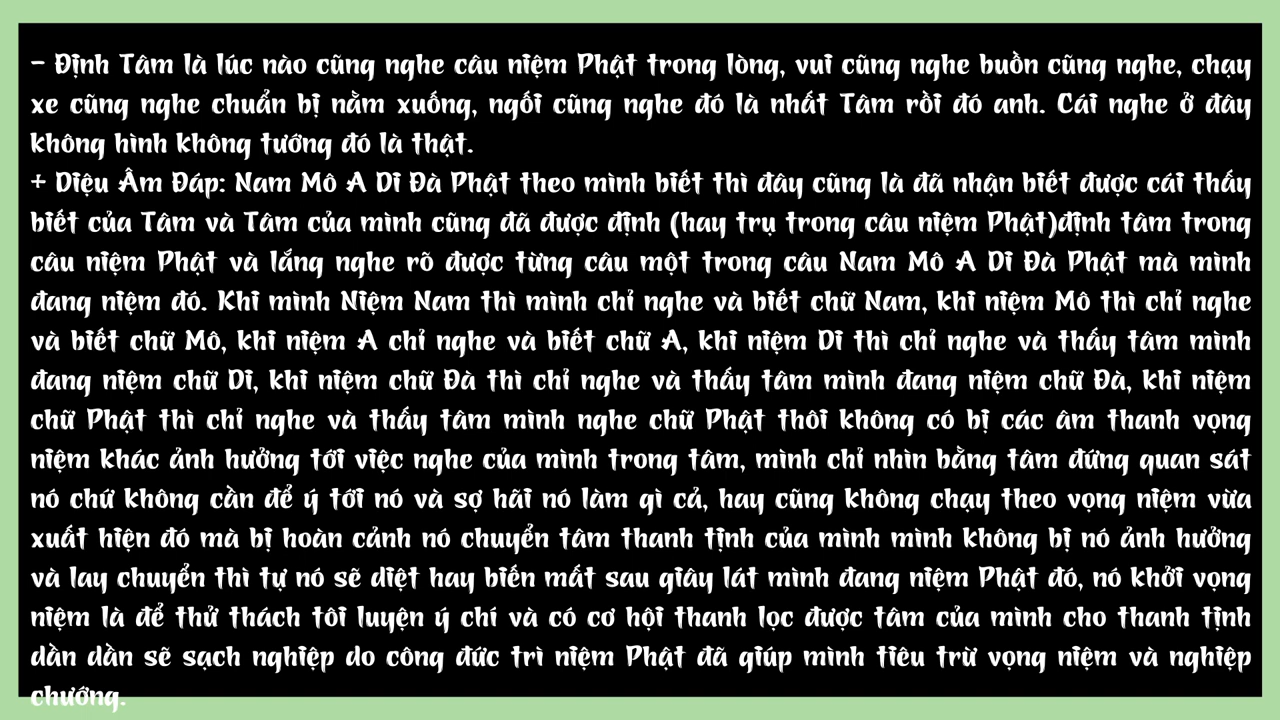 – Định Tâm là lúc nào cũng nghe câu niệm Phật trong lòng, vui cũng nghe buồn cũng nghe, chạy
xe cũng nghe chuẩn bị nằm xuống, ngồi cũng nghe đó là nhất Tâm rồi đó anh. Cái nghe ở đây
không hình không tướng đó là thật.
+ Diệu Âm Đáp: Nam Mô A Di Đà Phật theo mình biết thì đây cũng là đã nhận biết được cái thấy
biết của Tâm và Tâm của mình cũng đã được định (hay trụ trong câu niệm Phật)định tâm trong
câu niệm Phật và lắng nghe rõ được từng câu một trong câu Nam Mô A Di Đà Phật mà mình
đang niệm đó. Khi mình Niệm Nam thì mình chỉ nghe và biết chữ Nam, khi niệm Mô thì chỉ nghe
và biết chữ Mô, khi niệm A chỉ nghe và biết chữ A, khi niệm Di thì chỉ nghe và thấy tâm mình
đang niệm chữ Di, khi niệm chữ Đà thì chỉ nghe và thấy tâm mình đang niệm chữ Đà, khi niệm
chữ Phật thì chỉ nghe và thấy tâm mình nghe chữ Phật thôi không có bị các âm thanh vọng
niệm khác ảnh hưởng tới việc nghe của mình trong tâm, mình chỉ nhìn bằng tâm đứng quan sát
nó chứ không cần để ý tới nó và sợ hãi nó làm gì cả, hay cũng không chạy theo vọng niệm vừa
xuất hiện đó mà bị hoàn cảnh nó chuyển tâm thanh tịnh của mình mình không bị nó ảnh hưởng
và lay chuyển thì tự nó sẽ diệt hay biến mất sau giây lát mình đang niệm Phật đó, nó khởi vọng
niệm là để thử thách tôi luyện ý chí và có cơ hội thanh lọc được tâm của mình cho thanh tịnh
dần dần sẽ sạch nghiệp do công đức trì niệm Phật đã giúp mình tiêu trừ vọng niệm và nghiệp
chướng.